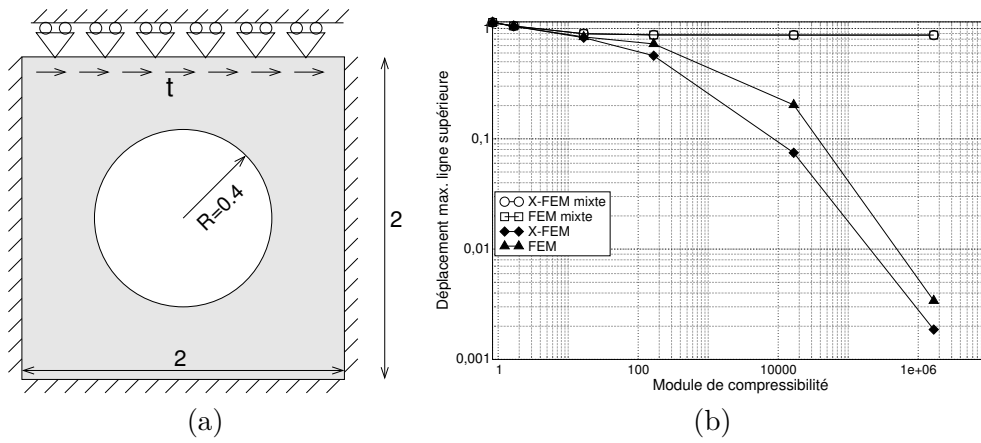 t
R=0.4
2
2
(a)
Déplacement max. ligne supérieure
1
0,1
0,01
0,001
X-FEM mixte
FEM mixte
X-FEM
FEM
1 100 10000 1e+06
Module de compressibilité
(b)